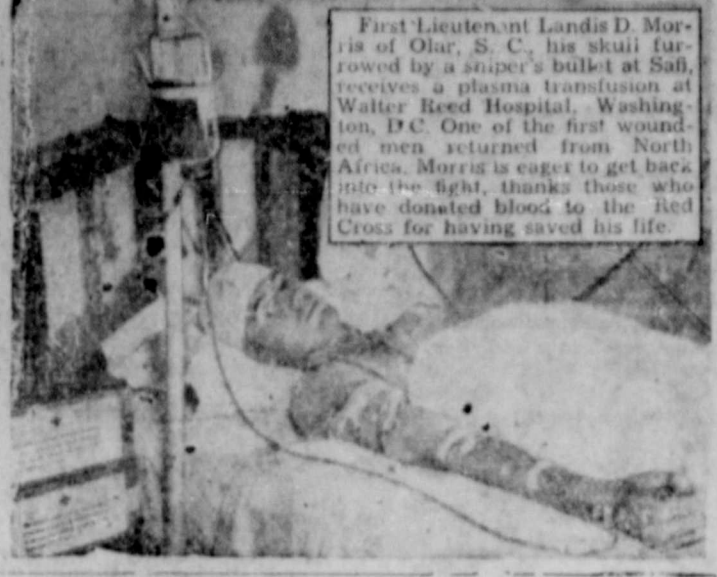 First Lieutenant Landis D. Mor-
ris of Olar, S. C., his skull fur-
rowed by a sniper's bullet at Safi,
receives a plasma transfusion at
Walter Reed Hospital, Washing-
ton, D.C. One of the first wound-
ed men returned from North
Africa, Morris is eager to get back
into the fight, thanks those who
have donated blood to the Red
Cross for having saved his life.